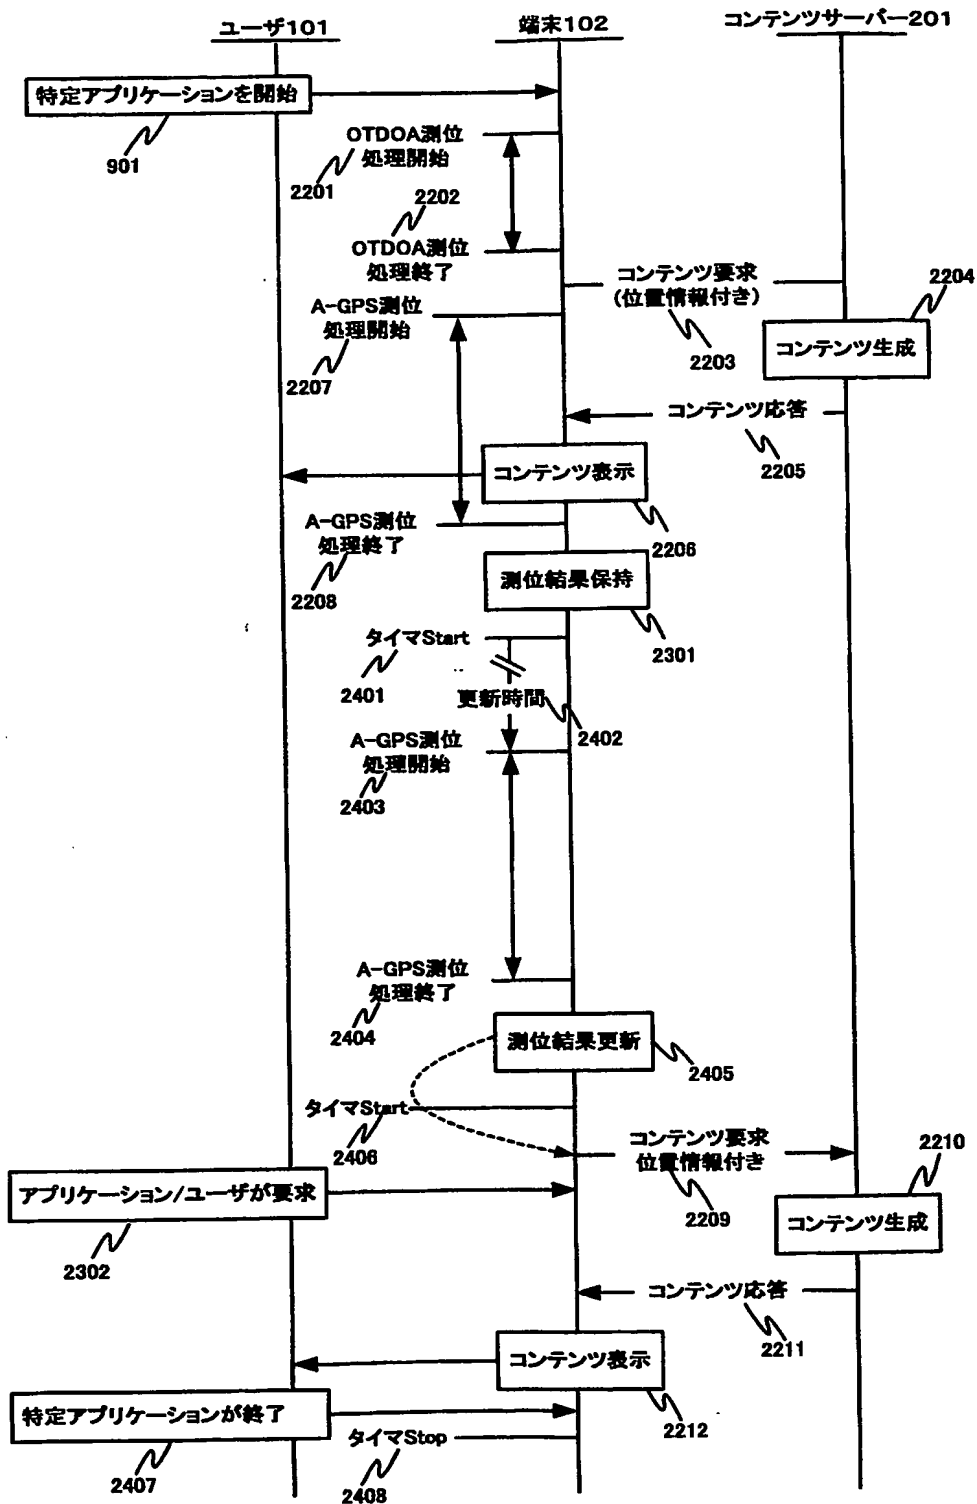 ユーザ101
端末102
コンテンツサーバー201
特定アプリケーションを開始
901
OTDOA測位
処理開始
2201
2202
OTDOA測位
処理終了
コンテンツ要求
(位置情報付き)
2203
2204
コンテンツ生成
A-GPS測位
処理開始
2207
コンテンツ応答
2205
コンテンツ表示
2206
A-GPS測位
処理終了
2208
測位結果保持
2301
タイマStart
2401
更新時間
2402
A-GPS測位
処理開始
2403
A-GPS測位
処理終了
2404
測位結果更新
2405
タイマStart
2406
コンテンツ要求
位置情報付き
2209
2210
コンテンツ生成
アプリケーション/ユーザが要求
2302
コンテンツ応答
2211
コンテンツ表示
2212
特定アプリケーションが終了
2407
タイマStop
2408